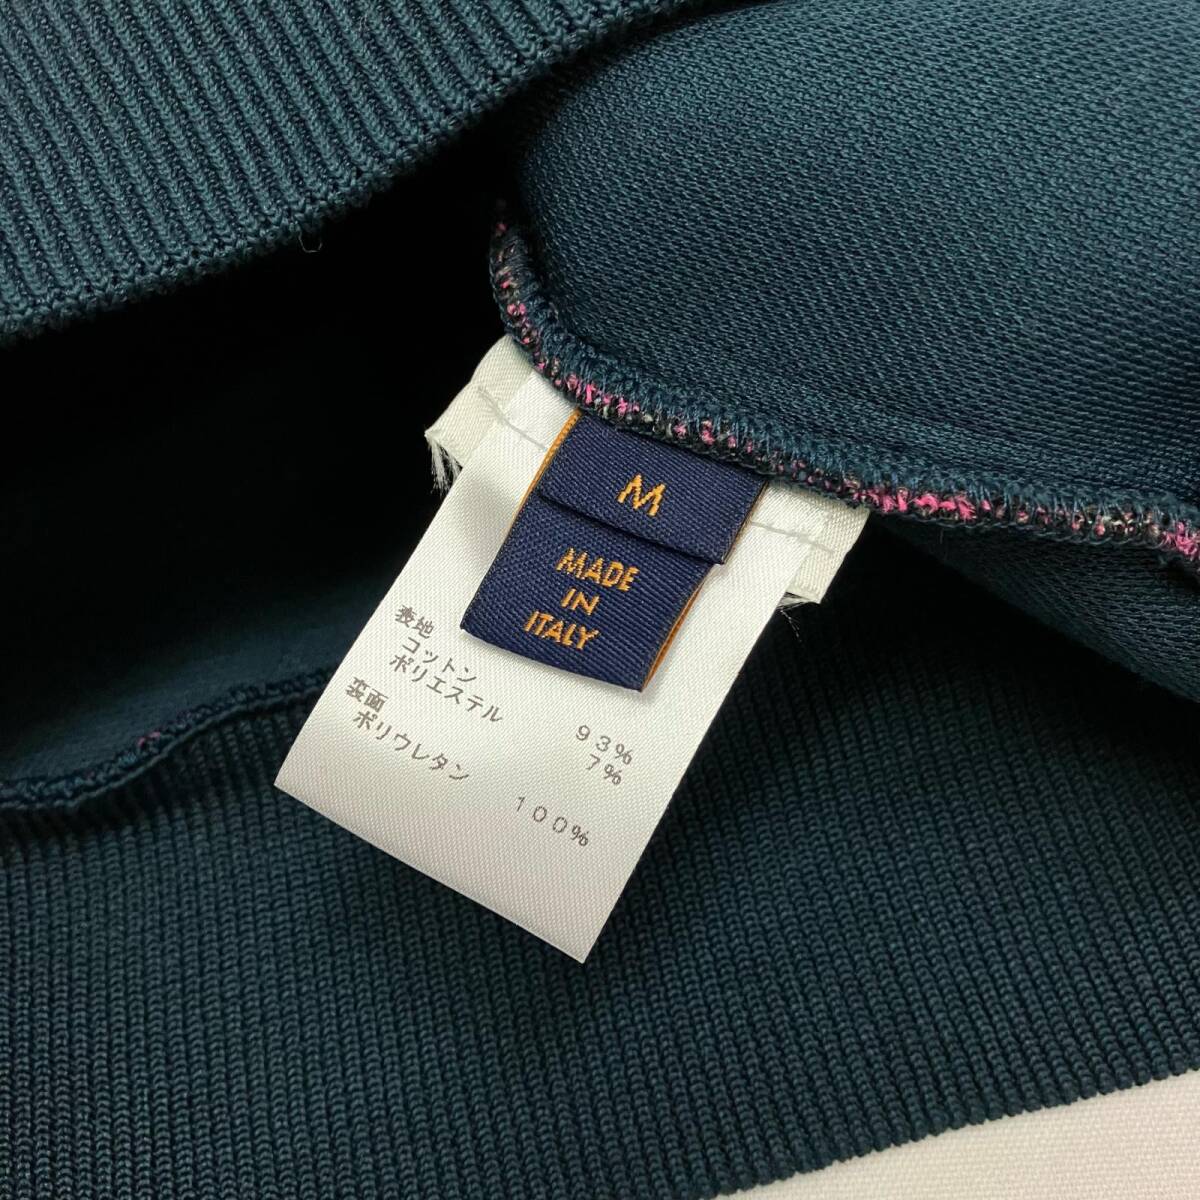 M
MADE
IN
ITALY
表地
コットン 93%
ポリエステル 7%
表面
ポリウレタン 100%